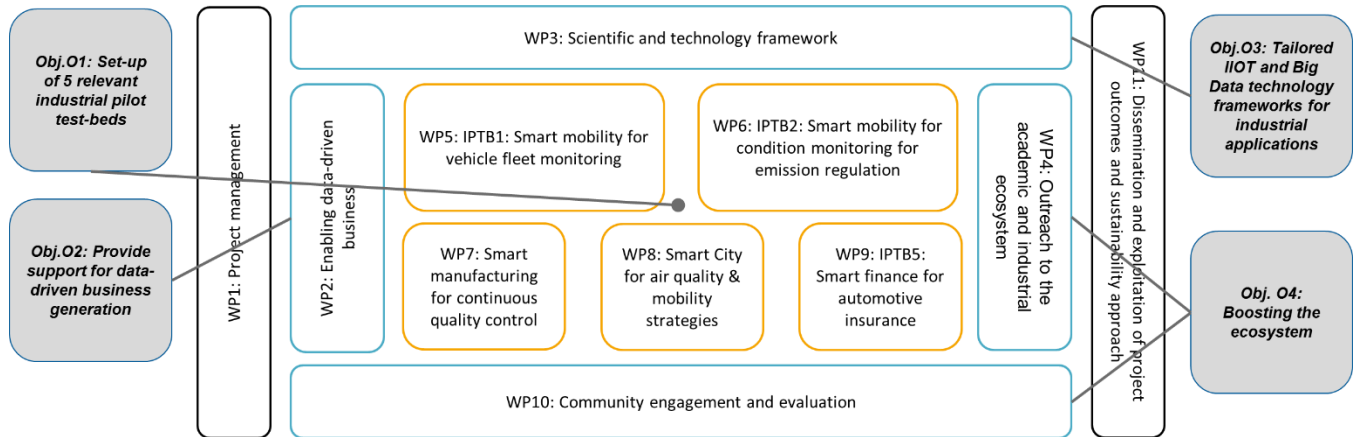 Obj.O1: Set-up
of 5 relevant
industrial pilot
test-beds
Obj.O2: Provide
support for data-
driven business
generation
WP1: Project management
WP3: Scientific and technology framework
WP2: Enabling data-driven
business
WP5: IPTB1: Smart mobility for
vehicle fleet monitoring
WP6: IPTB2: Smart mobility for
condition monitoring for
emission regulation
WP7: Smart
manufacturing
for continuous
quality control
WP8: Smart City
for air quality &
mobility
strategies
WP9: IPTB5:
Smart finance for
automotive
insurance
WP4: Outreach to the
academic and industrial
ecosystem
WP10: Community engagement and evaluation
WP11: Dissemination and exploitation of project
outcomes and sustainability approach
Obj.O3: Tailored
IIOT and Big
Data technology
frameworks for
industrial
applications
Obj. O4:
Boosting the
ecosystem